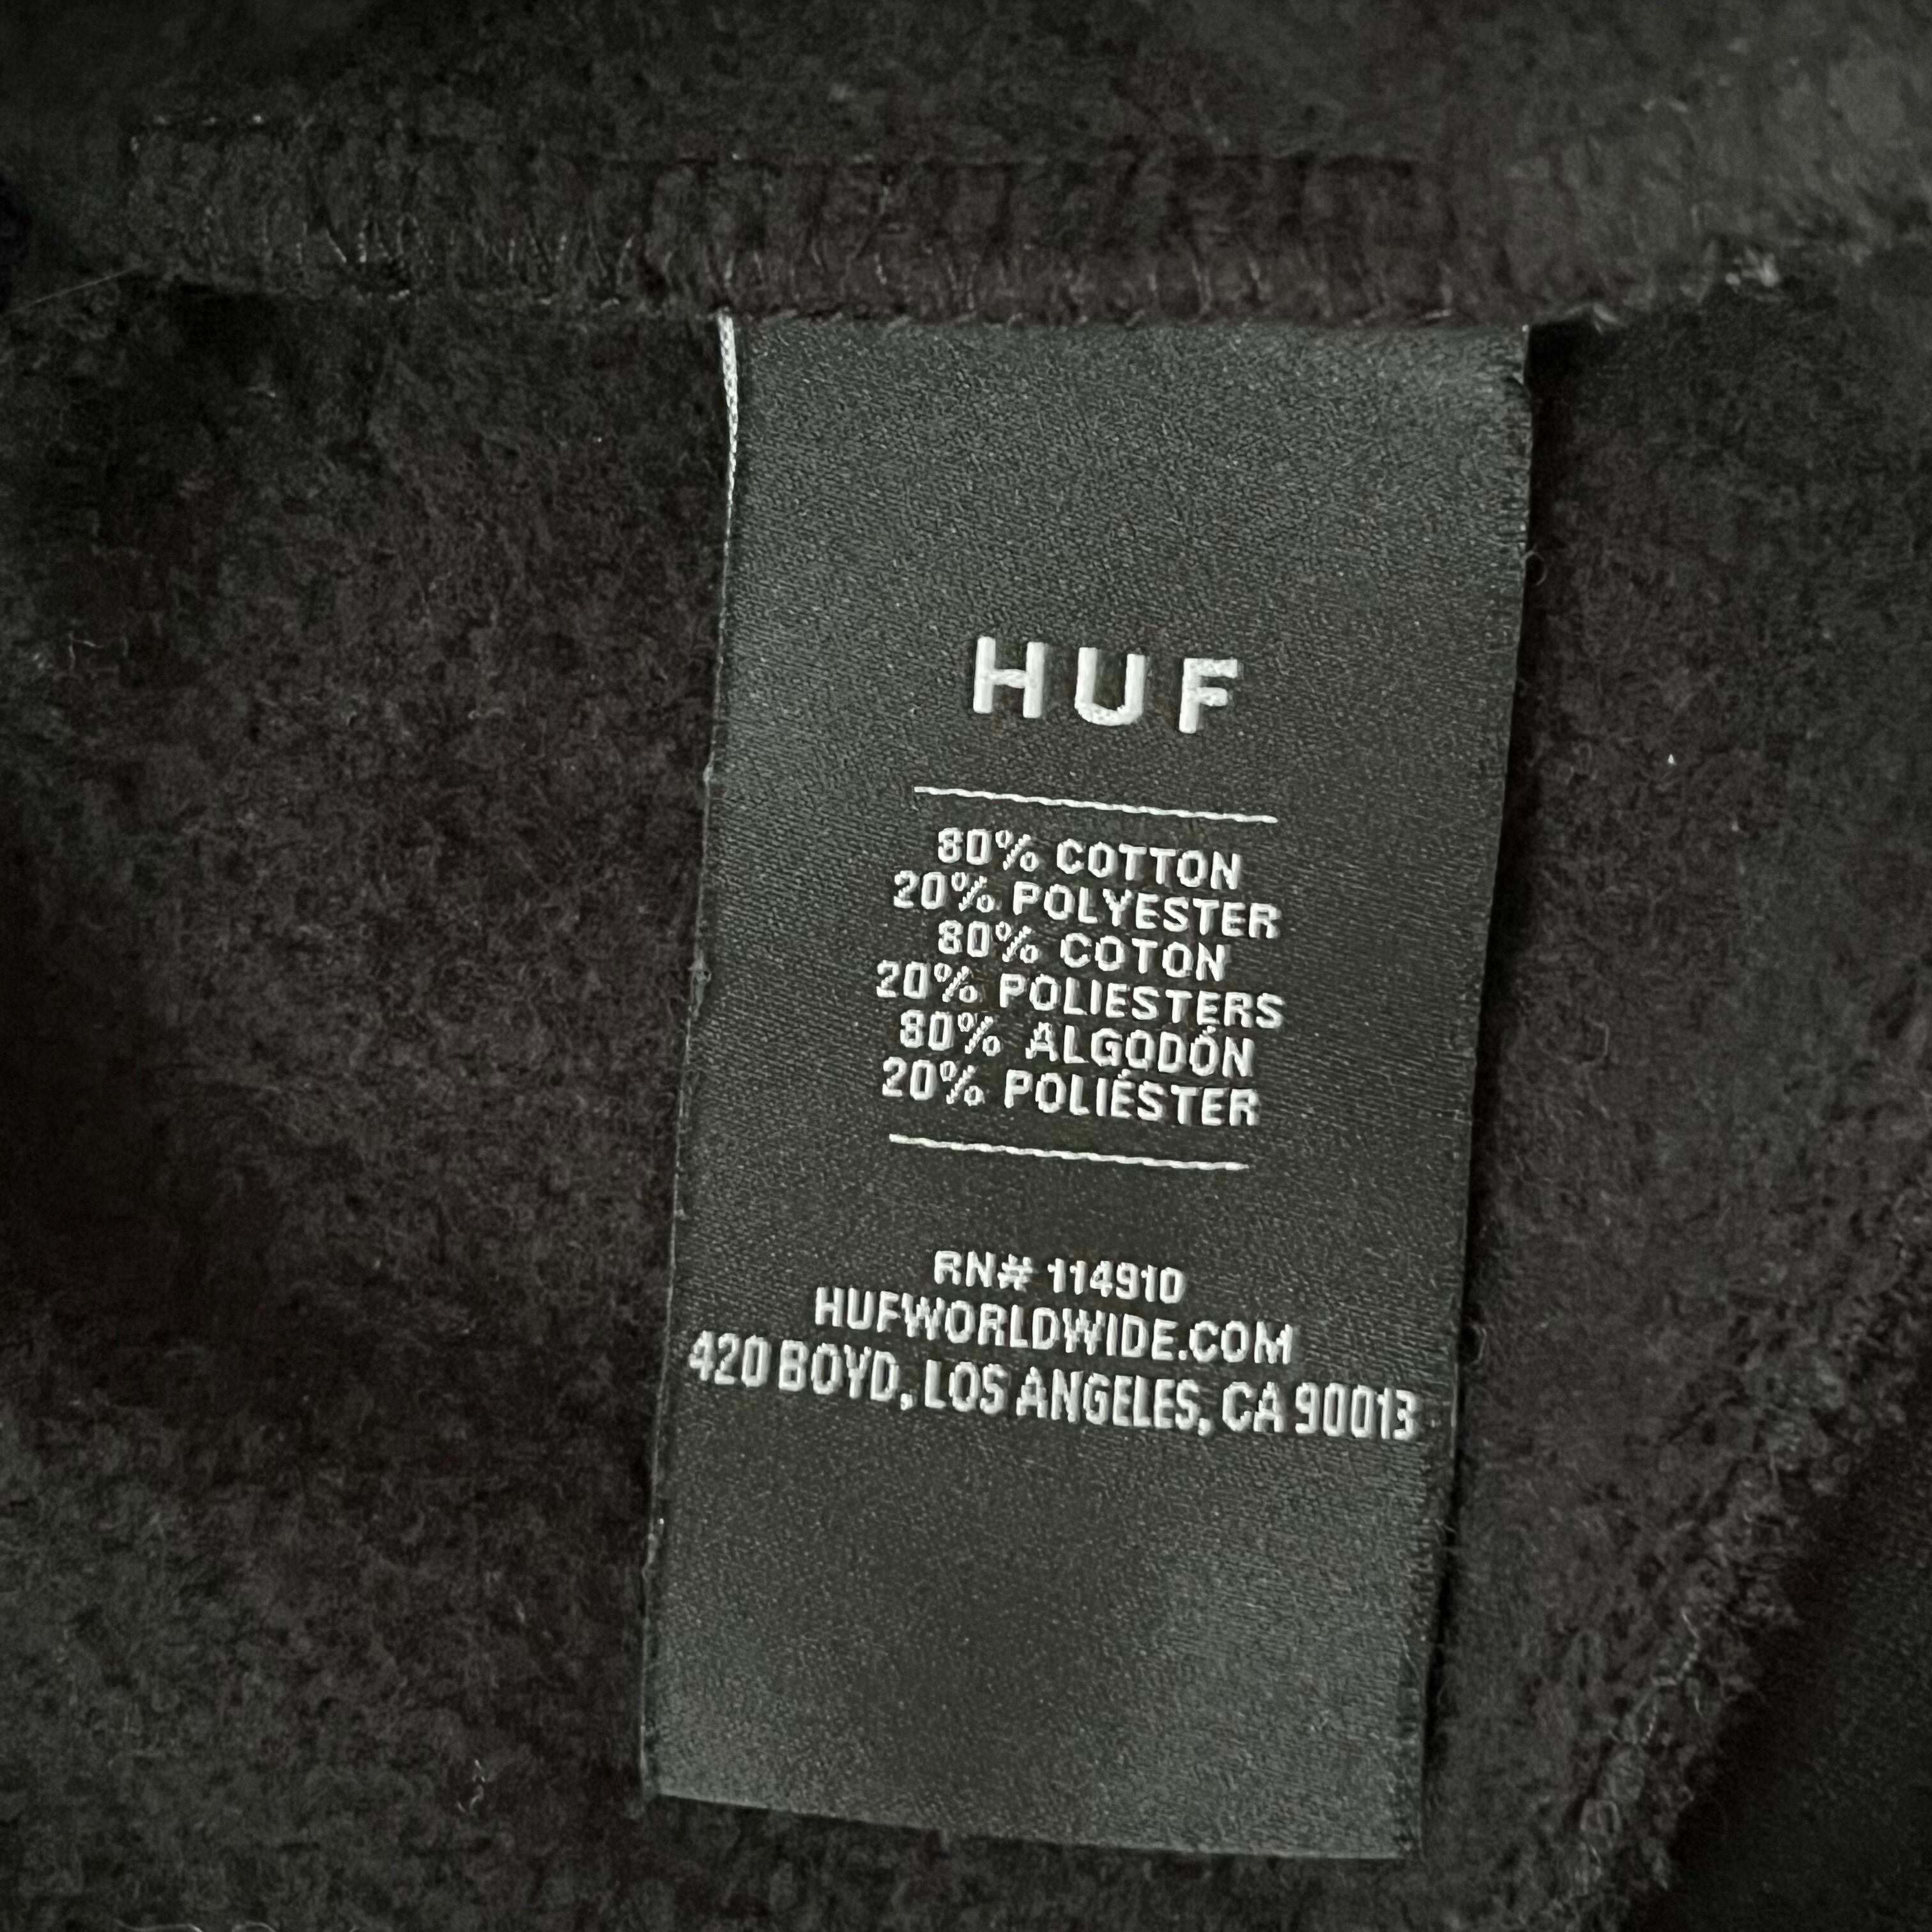 HUF
80% COTTON
20% POLYESTER
80% COTON
20% POLIESTERS
80% ALGODÓN
20% POLIÉSTER
RN# 114910
HUFWORLDWIDE.COM
420 BOYD, LOS ANGELES, CA 90013